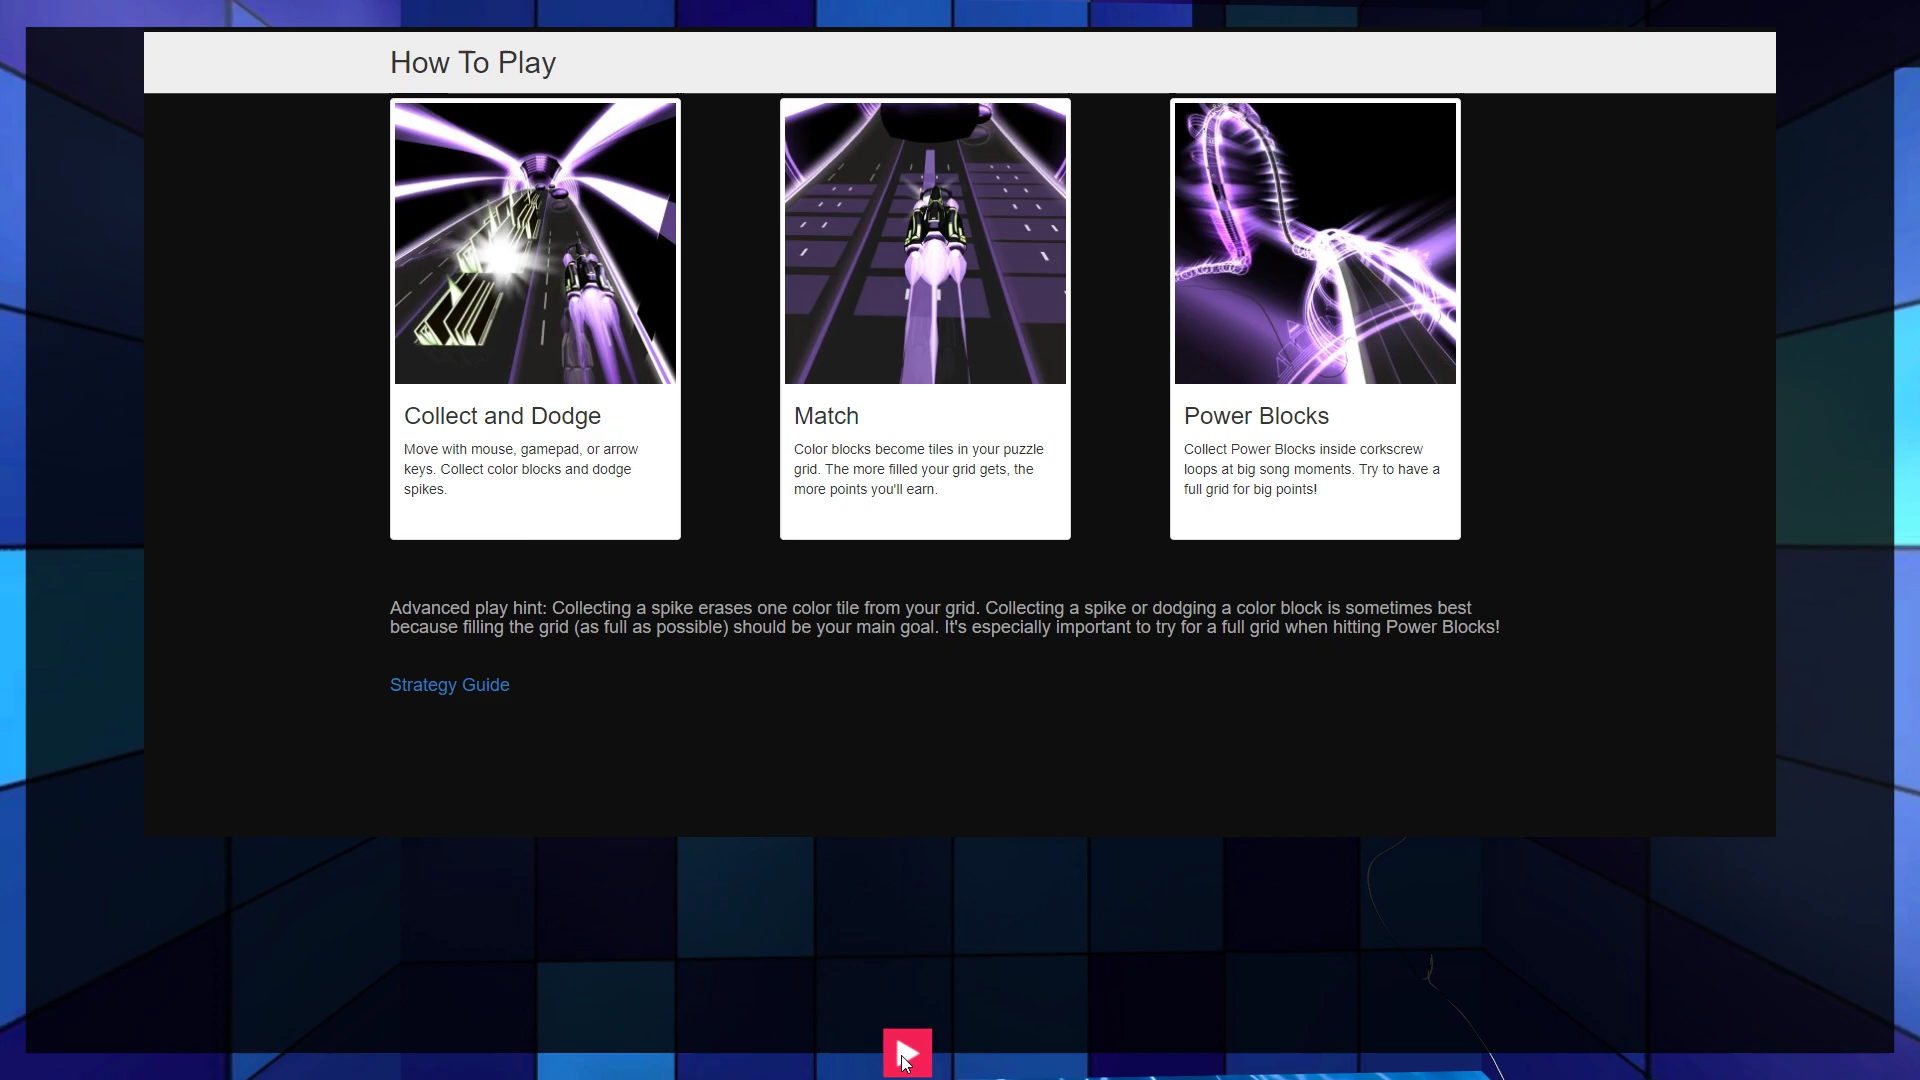 How To Play
Collect and Dodge
Move with mouse, gamepad, or arrow
keys. Collect color blocks and dodge
spikes.
Match
Color blocks become tiles in your puzzle
grid. The more filled your grid gets, the
more points you'll earn.
Power Blocks
Collect Power Blocks inside corkscrew
loops at big song moments. Try to have a
full grid for big points!
Advanced play hint: Collecting a spike erases one color tile from your grid. Collecting a spike or dodging a color block is sometimes best
because filling the grid (as full as possible) should be your main goal. It's especially important to try for a full grid when hitting Power Blocks!
Strategy Guide